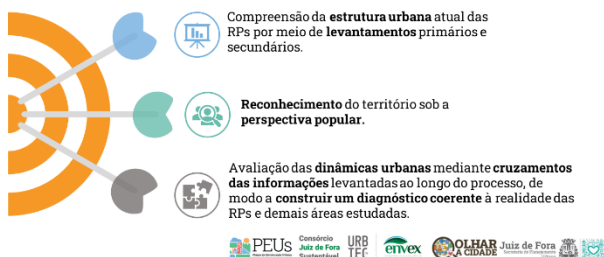 Compreensão da estrutura urbana atual das
RPs por meio de levantamentos primários e
secundários.
Reconhecimento do território sob a
perspectiva popular.
Avaliação das dinâmicas urbanas mediante cruzamentos
das informações levantadas ao longo do processo, de
modo a construir um diagnóstico coerente à realidade das
RPs e demais áreas estudadas.
PEUs
Consórcio
Juiz de Fora
Sustentável
URB
TEC
envex
OLHAR
A CIDADE
Juiz de Fora